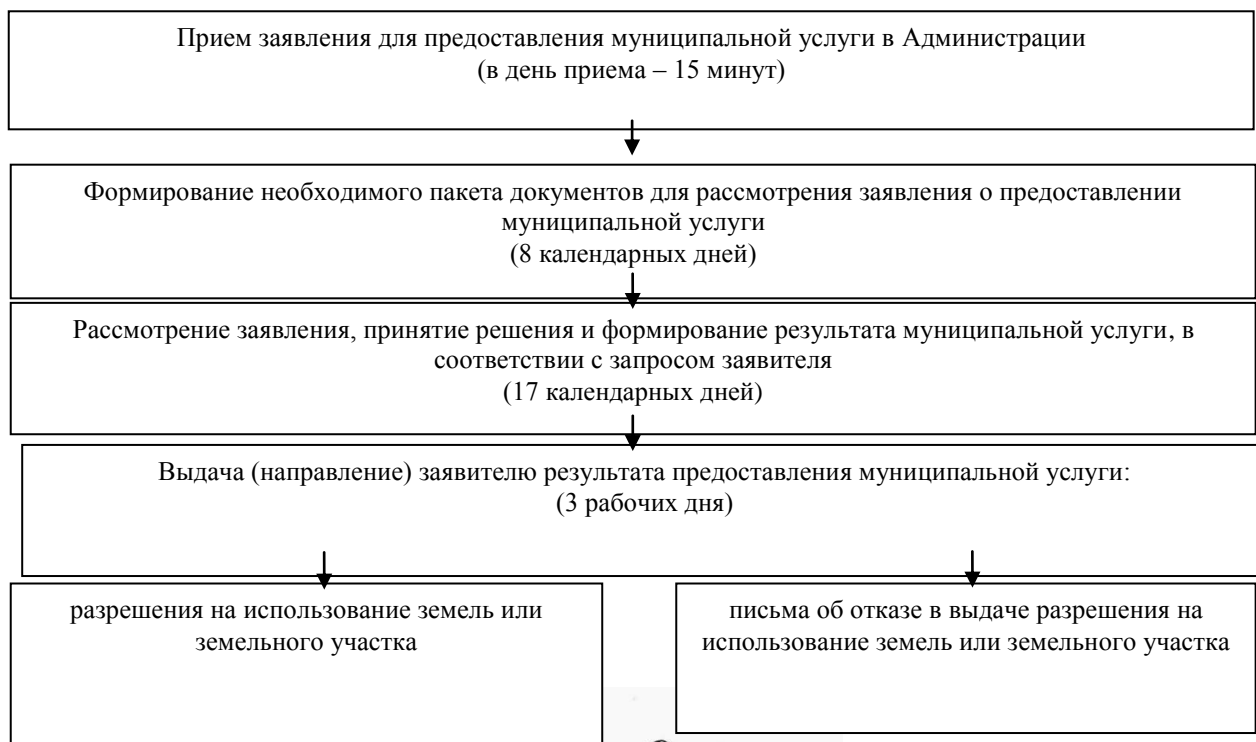 Прием заявления для предоставления муниципальной услуги в Администрации
(в день приема – 15 минут)
Формирование необходимого пакета документов для рассмотрения заявления о предоставлении
муниципальной услуги
(8 календарных дней)
Рассмотрение заявления, принятие решения и формирование результата муниципальной услуги, в
соответствии с запросом заявителя
(17 календарных дней)
Выдача (направление) заявителю результата предоставления муниципальной услуги:
(3 рабочих дня)
разрешения на использование земель или
земельного участка
письма об отказе в выдаче разрешения на
использование земель или земельного участка